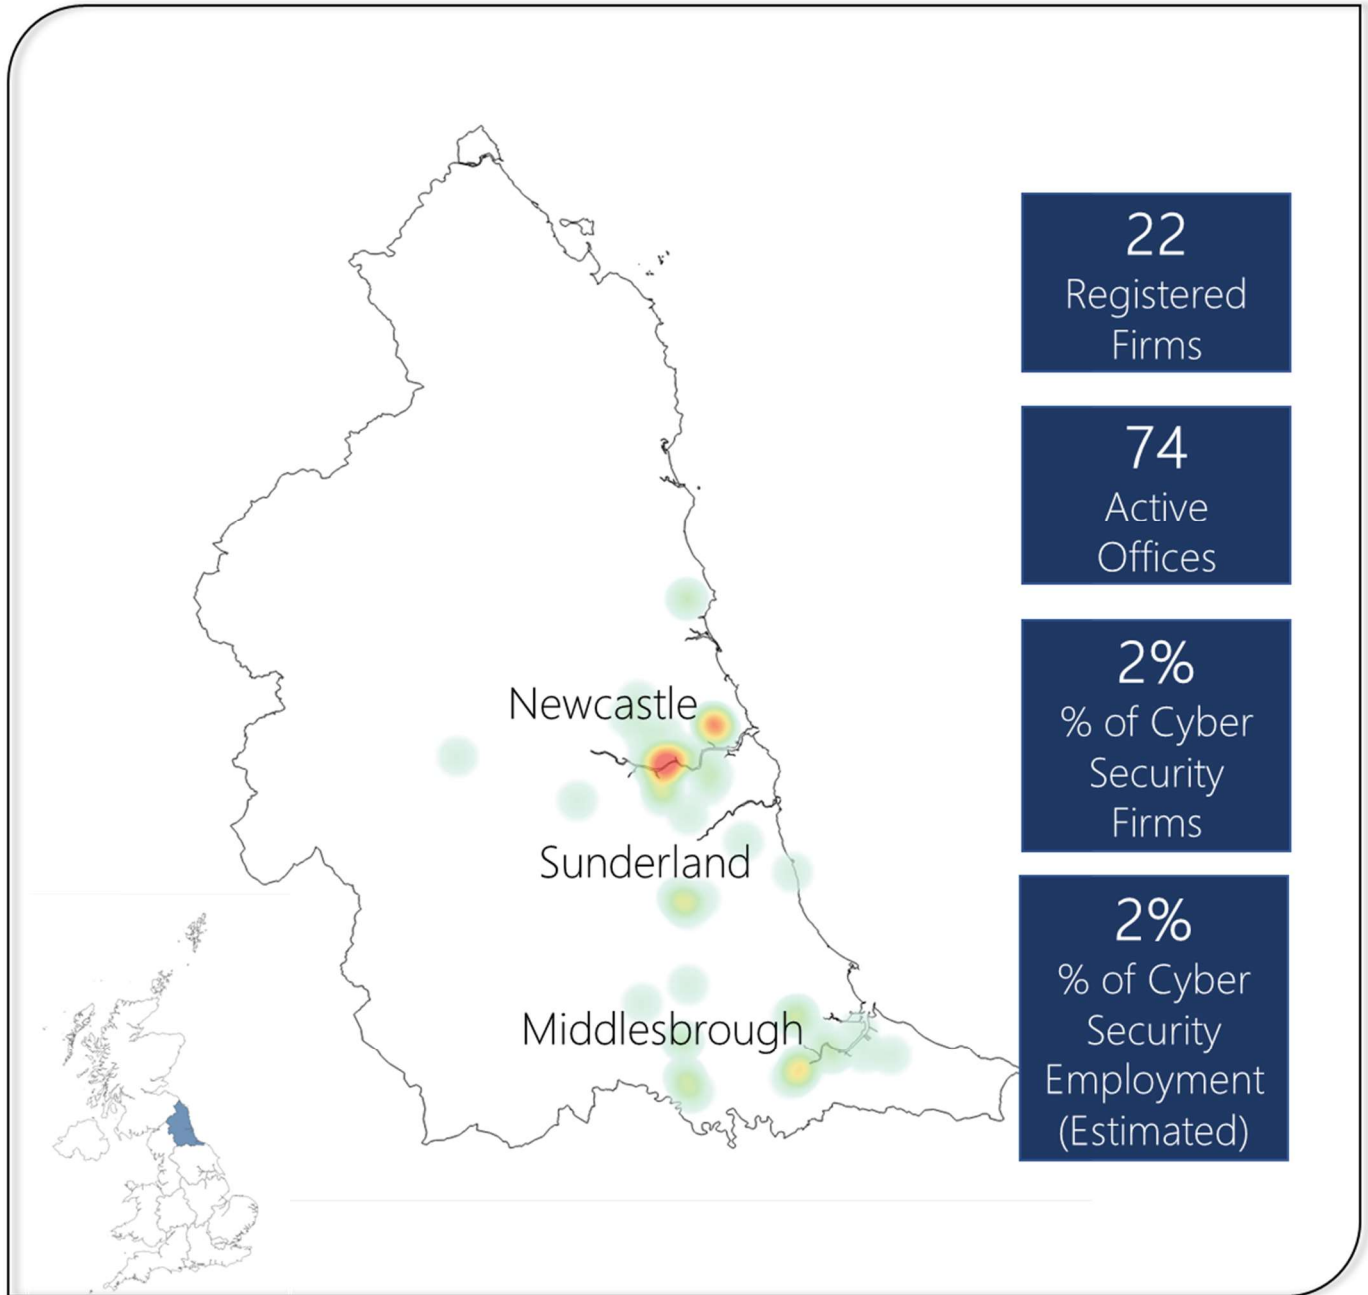 22
Registered
Firms
74
Active
Offices
Newcastle
2%
% of Cyber
Security
Firms
Sunderland
2%
% of Cyber
Security
Employment
(Estimated)
Middlesbrough